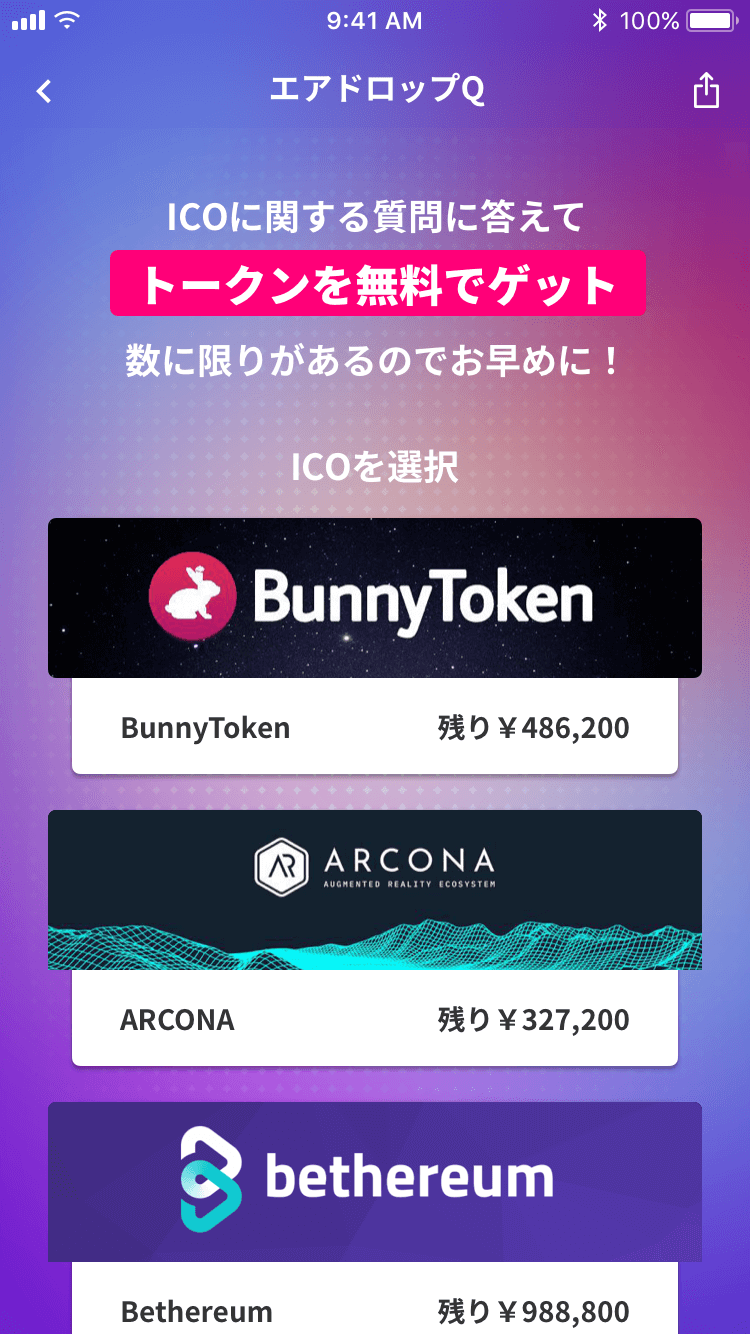 9:41 AM
100%
エアドロップQ
ICOに関する質問に答えて
トークンを無料でゲット
数に限りがあるのでお早めに！
ICOを選択
BunnyToken
BunnyToken 残り￥486,200
AR ARCONA
AUGMENTED REALITY ECOSYSTEM
ARCONA 残り￥327,200
bethereum
Bethereum 残り￥988,800